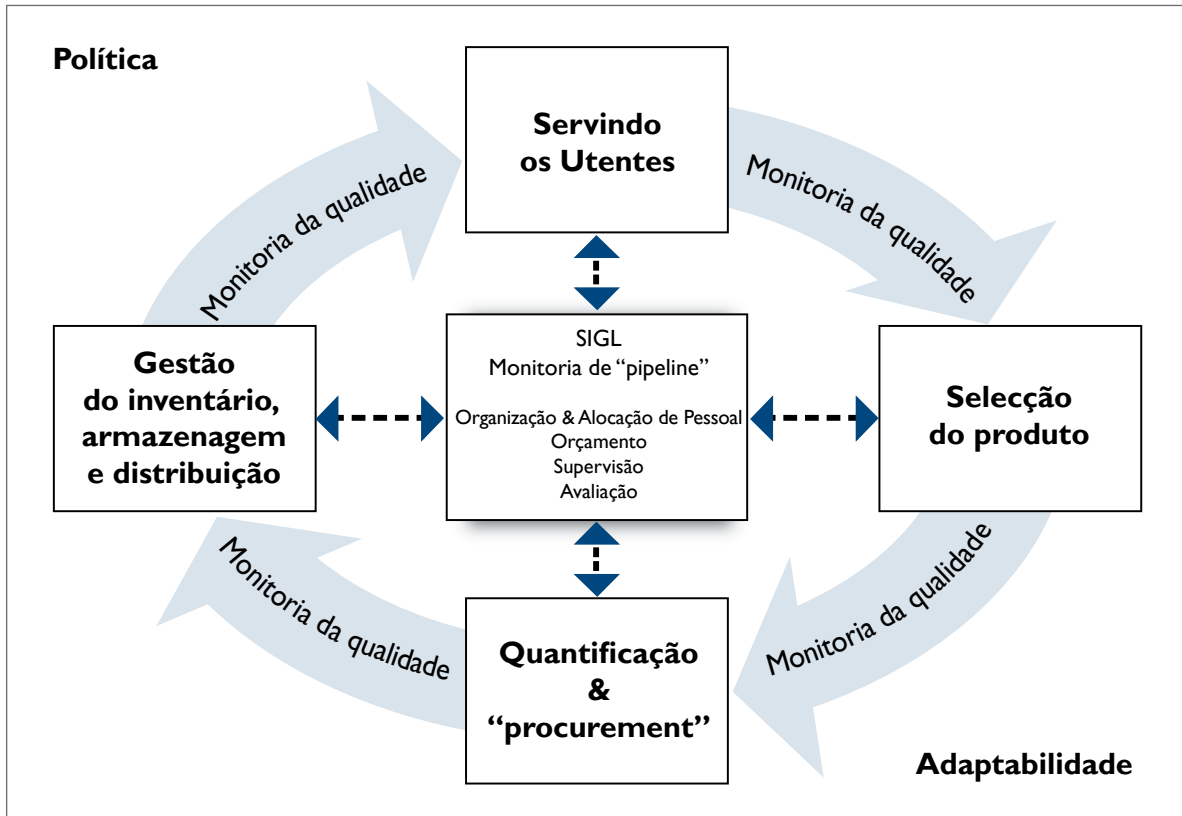 Política
Servindo
os Utentes
Monitoria da qualidade
Monitoria da qualidade
Gestão
do inventário,
armazenagem
e distribuição
SIGL
Monitoria de “pipeline”
Organização & Alocação de Pessoal
Orçamento
Supervisão
Avaliação
Selecção
do produto
Monitoria da qualidade
Monitoria da qualidade
Quantificação
&
“procurement”
Adaptabilidade